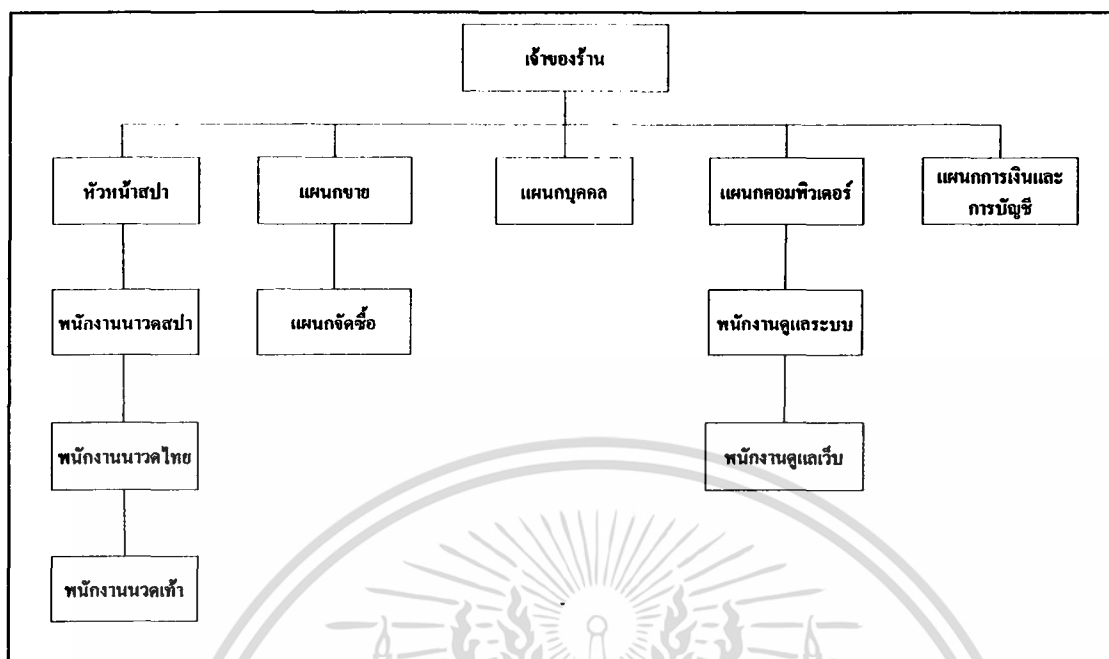 เจ้าของร้าน
หัวหน้าสปา
แผนกขาย
แผนกบุคคล
แผนกคอมพิวเตอร์
แผนกการเงินและ
การบัญชี
พนักงานนาวดสปา
แผนกจัดซื้อ
พนักงานดูแลระบบ
พนักงานนาวดไทย
พนักงานดูแลเว็บ
พนักงานนวดเท้า